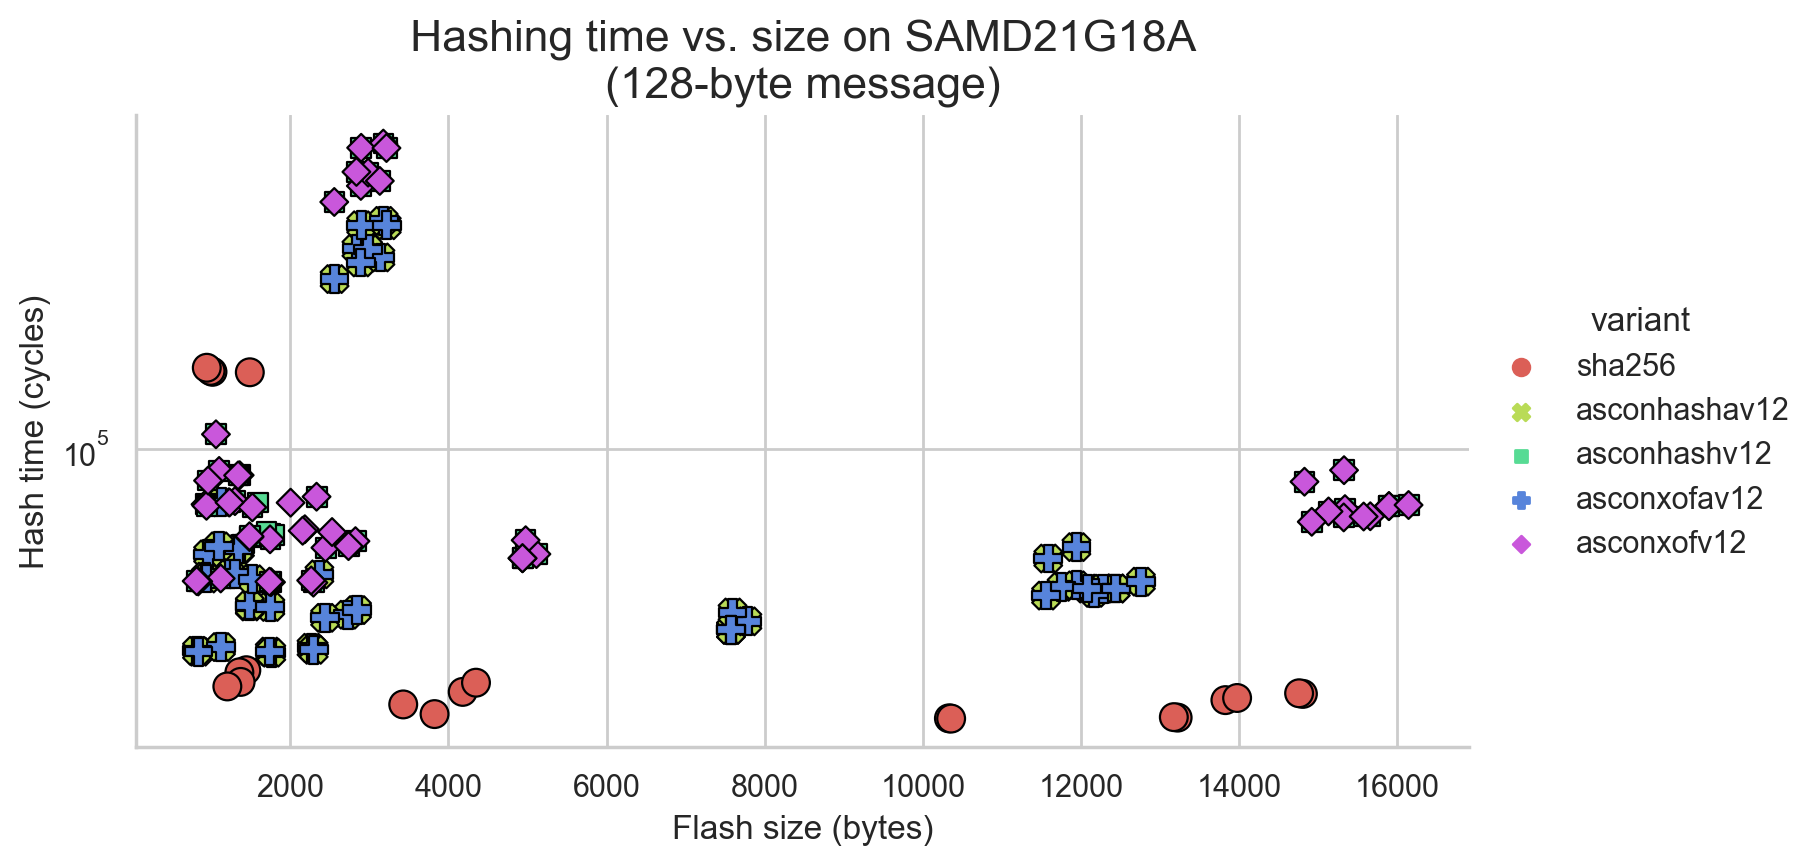 Hashing time vs. size on SAMD21G18A
(128-byte message)
Hash time (cycles)
10^5
variant
sha256
asconhashav12
asconhashv12
asconxofav12
asconxofv12
2000 4000 6000 8000 10000 12000 14000 16000
Flash size (bytes)